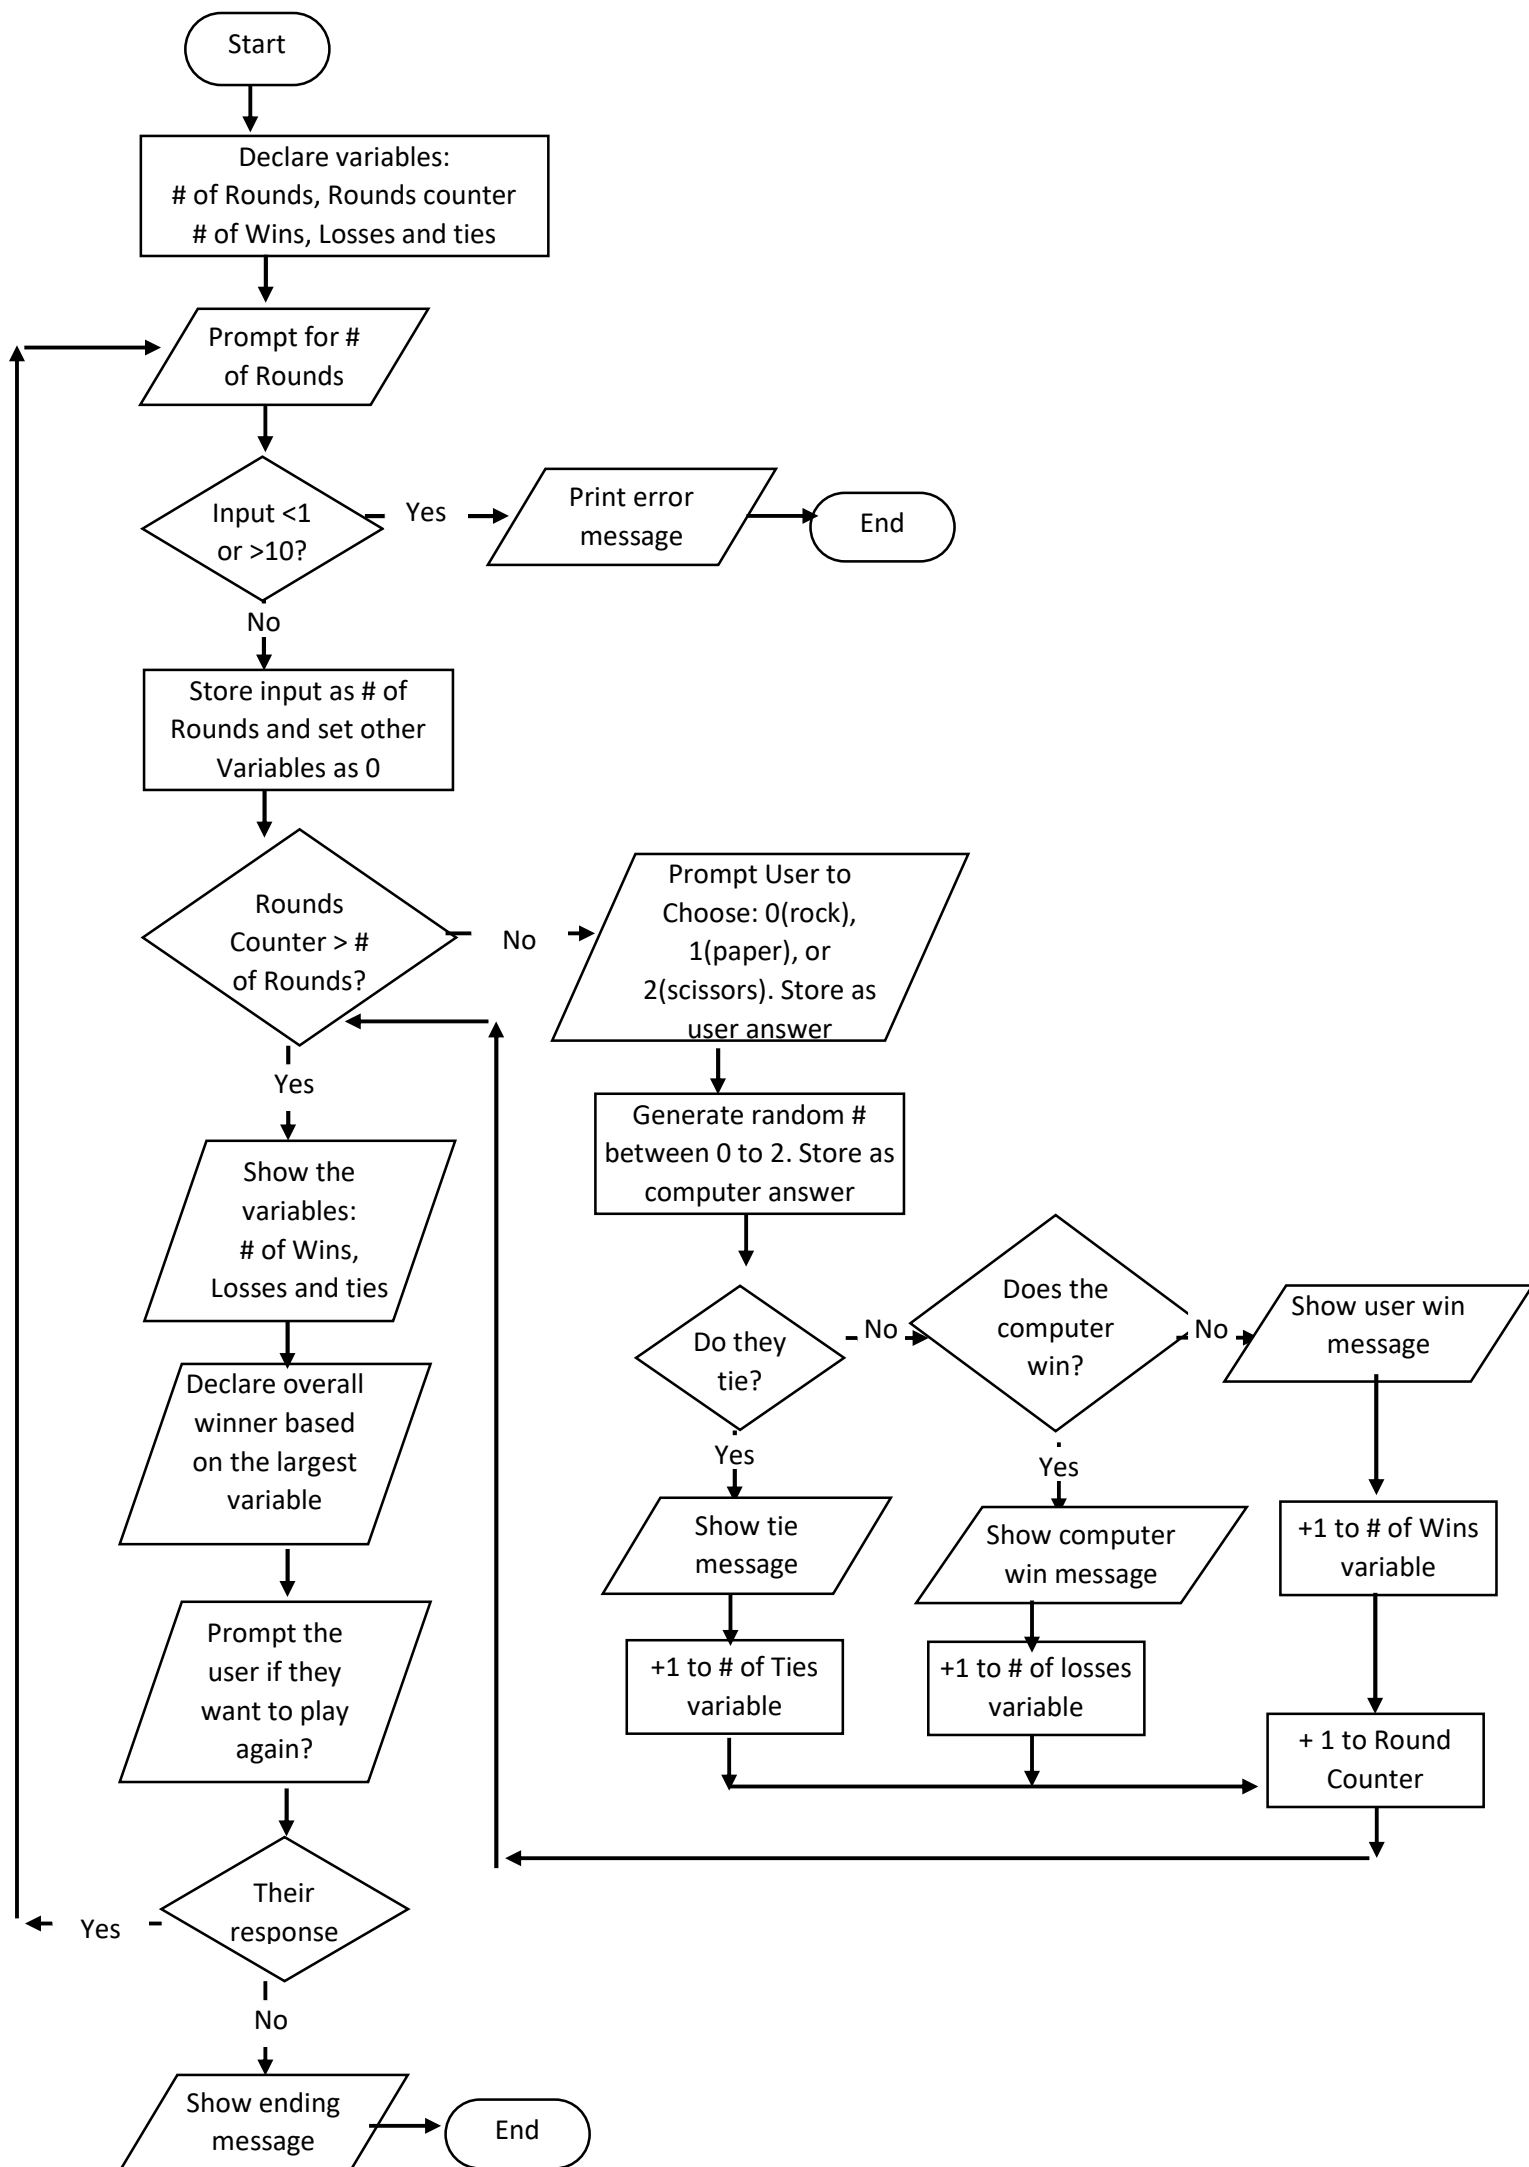 Start
Declare variables:
# of Rounds, Rounds counter
# of Wins, Losses and ties
Prompt for #
of Rounds
Input <1
or >10?
Yes
Print error
message
End
No
Store input as # of
Rounds and set other
Variables as 0
Rounds
Counter > #
of Rounds?
No
Prompt User to
Choose: 0(rock),
1(paper), or
2(scissors). Store as
user answer
Generate random #
between 0 to 2. Store as
computer answer
Do they
tie?
No
Does the
computer
win?
No
Show user win
message
+1 to # of Wins
variable
Yes
Show computer
win message
+1 to # of losses
variable
Yes
Show tie
message
+1 to # of Ties
variable
+ 1 to Round
Counter
Yes
Show the
variables:
# of Wins,
Losses and ties
Declare overall
winner based
on the largest
variable
Prompt the
user if they
want to play
again?
Their
response
Yes
No
Show ending
message
End